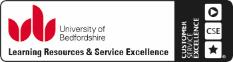 University of
Bedfordshire
Learning Resources & Service Excellence
CUSTOMER
SERVICE
EXCELLENCE
CSE